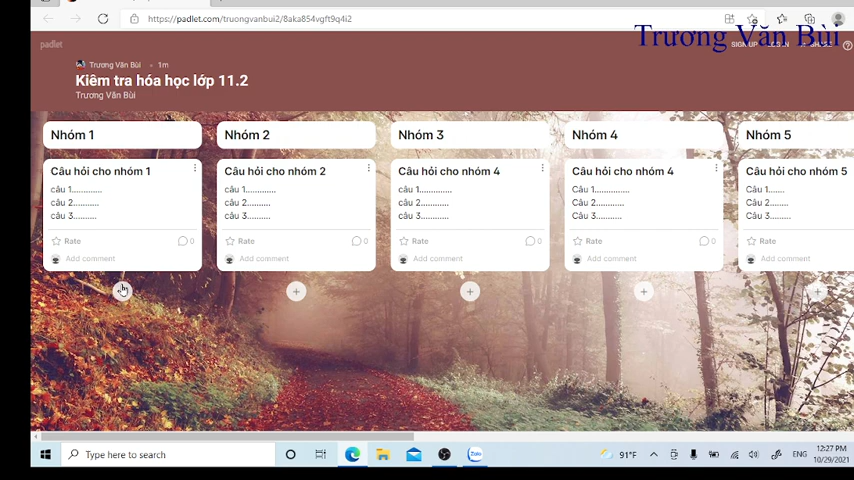 https://padlet.com/truongvanbui2/8aka854vgft9q4i2
Trương Văn Bùi
padlet
SIGN UP
Trương Văn Bùi • 1m
Kiểm tra hóa học lớp 11.2
Trương Văn Bùi
Nhóm 1
Nhóm 2
Nhóm 3
Nhóm 4
Nhóm 5
Câu hỏi cho nhóm 1
câu 1............
câu 2..........
câu 3.........
Rate
0
Add comment
Câu hỏi cho nhóm 2
câu 1............
câu 2.........
câu 3.........
Rate
0
Add comment
Câu hỏi cho nhóm 4
câu 1.............
câu 2..........
câu 3.........
Rate
0
Add comment
Câu hỏi cho nhóm 4
Câu 1..............
Câu 2............
Câu 3...........
Rate
0
Add comment
Câu hỏi cho nhóm 5
Câu 1.......
Câu 2........
Câu 3.........
Rate
Add comment
Type here to search
Zalo
91°F
ENG
12:27 PM
10/29/2021